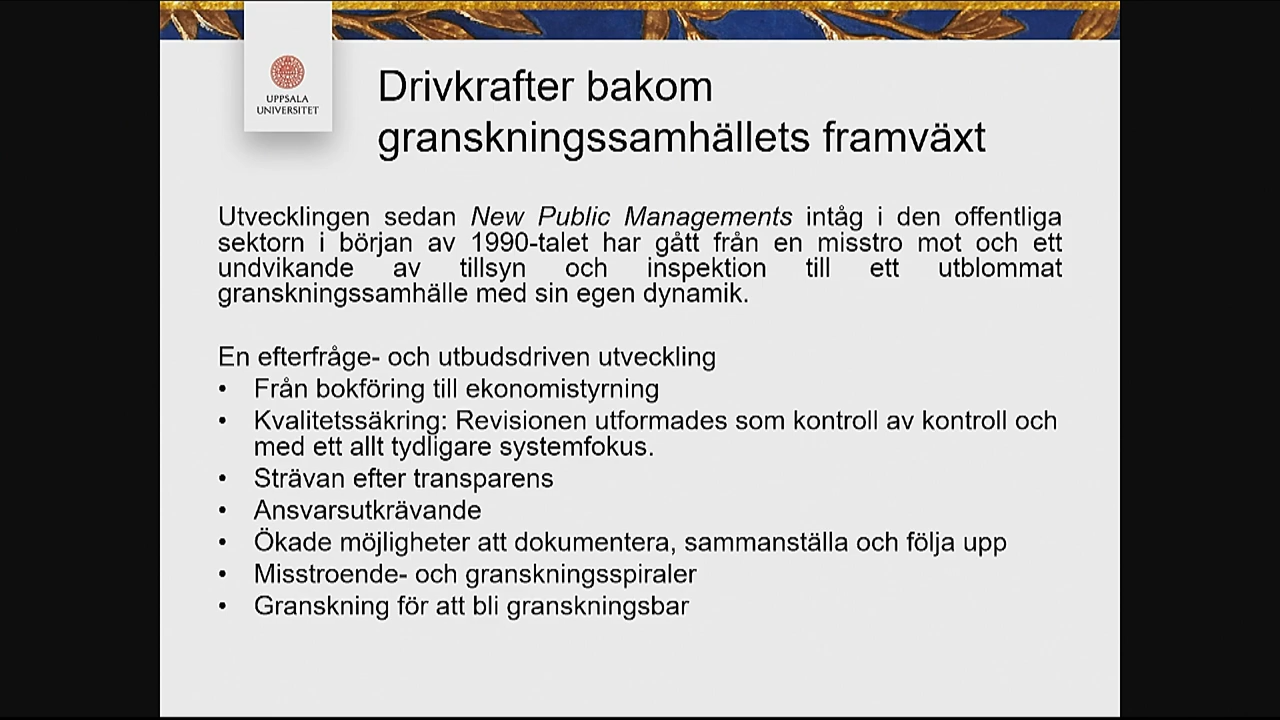 UPPSALA
UNIVERSITET
Drivkrafter bakom
granskningssamhällets framväxt
Utvecklingen sedan New Public Managements intåg i den offentliga
sektorn i början av 1990-talet har gått från en misstro mot och ett
undvikande av tillsyn och inspektion till ett utblommat
granskningssamhälle med sin egen dynamik.
En efterfråge- och utbudsdriven utveckling
• Från bokföring till ekonomistyrning
• Kvalitetssäkring: Revisionen utformades som kontroll av kontroll och
med ett allt tydligare systemfokus.
• Strävan efter transparens
• Ansvarsutkrävande
• Ökade möjligheter att dokumentera, sammanställa och följa upp
• Misstroende- och granskningsspiraler
• Granskning för att bli granskningsbar